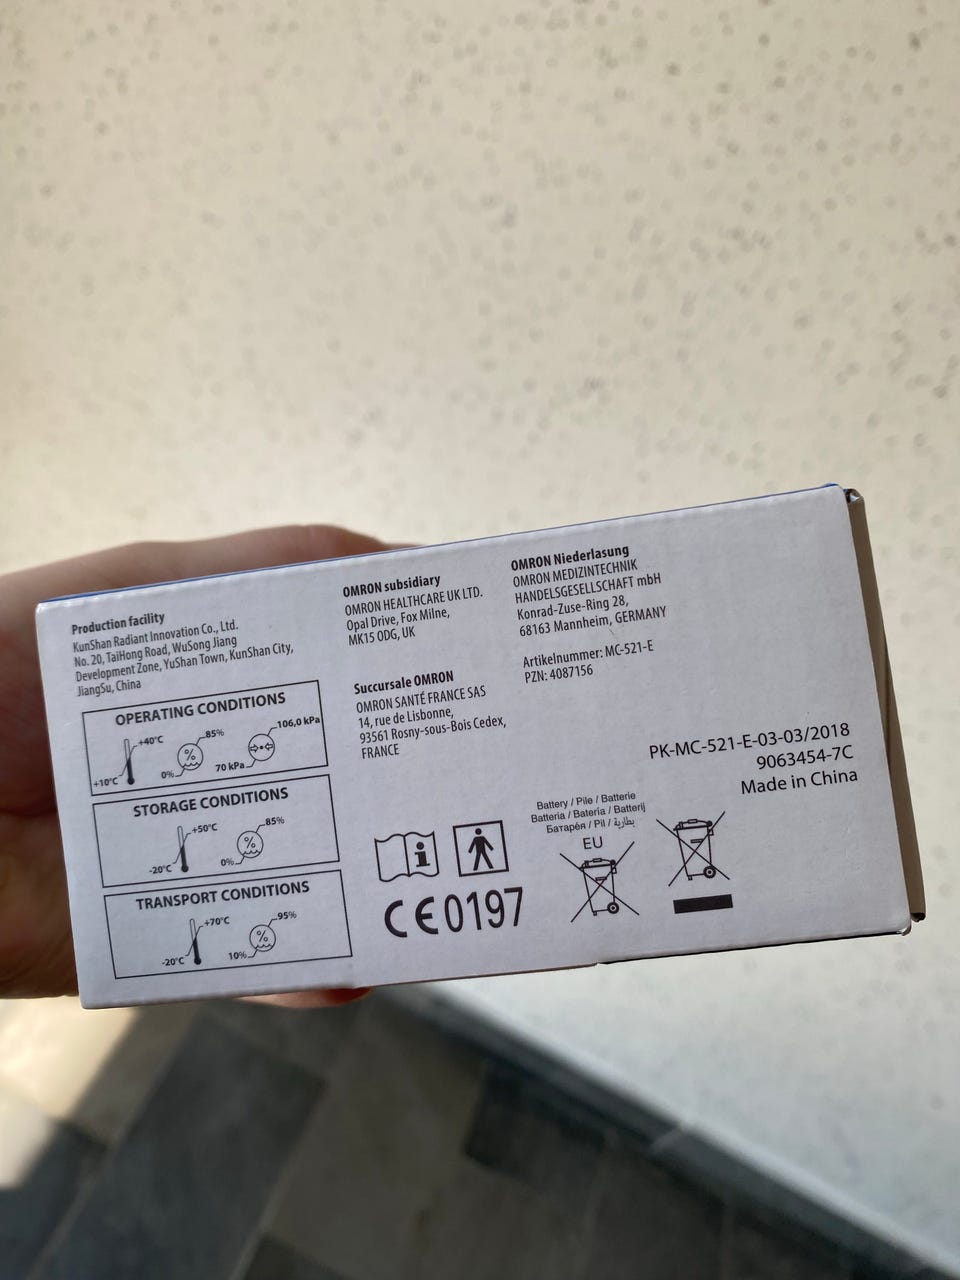 Production facility
KunShan Radiant Innovation Co., Ltd.
No. 20, TaiHong Road, WuSong Jiang
Development Zone, YuShan Town, KunShan City,
JiangSu, China
OPERATING CONDITIONS
+40°C
+10°C
85%
0%
106,0 kPa
70 kPa
STORAGE CONDITIONS
+50°C
-20°C
85%
0%
TRANSPORT CONDITIONS
+70°C
-20°C
95%
10%
OMRON subsidiary
OMRON HEALTHCARE UK LTD.
Opal Drive, Fox Milne,
MK15 0DG, UK
Succursale OMRON
OMRON SANTÉ FRANCE SAS
14, rue de Lisbonne,
93561 Rosny-sous-Bois Cedex,
FRANCE
OMRON Niederlasung
OMRON MEDIZINTECHNIK
HANDELSGESELLSCHAFT mbH
Konrad-Zuse-Ring 28,
68163 Mannheim, GERMANY
Artikelnummer: MC-521-E
PZN: 4087156
PK-MC-521-E-03-03/2018
9063454-7C
Made in China
CE0197
Battery / Pile / Batterie
Batteria / Batería / Batterij
Батарея / Pil / بطارية
EU